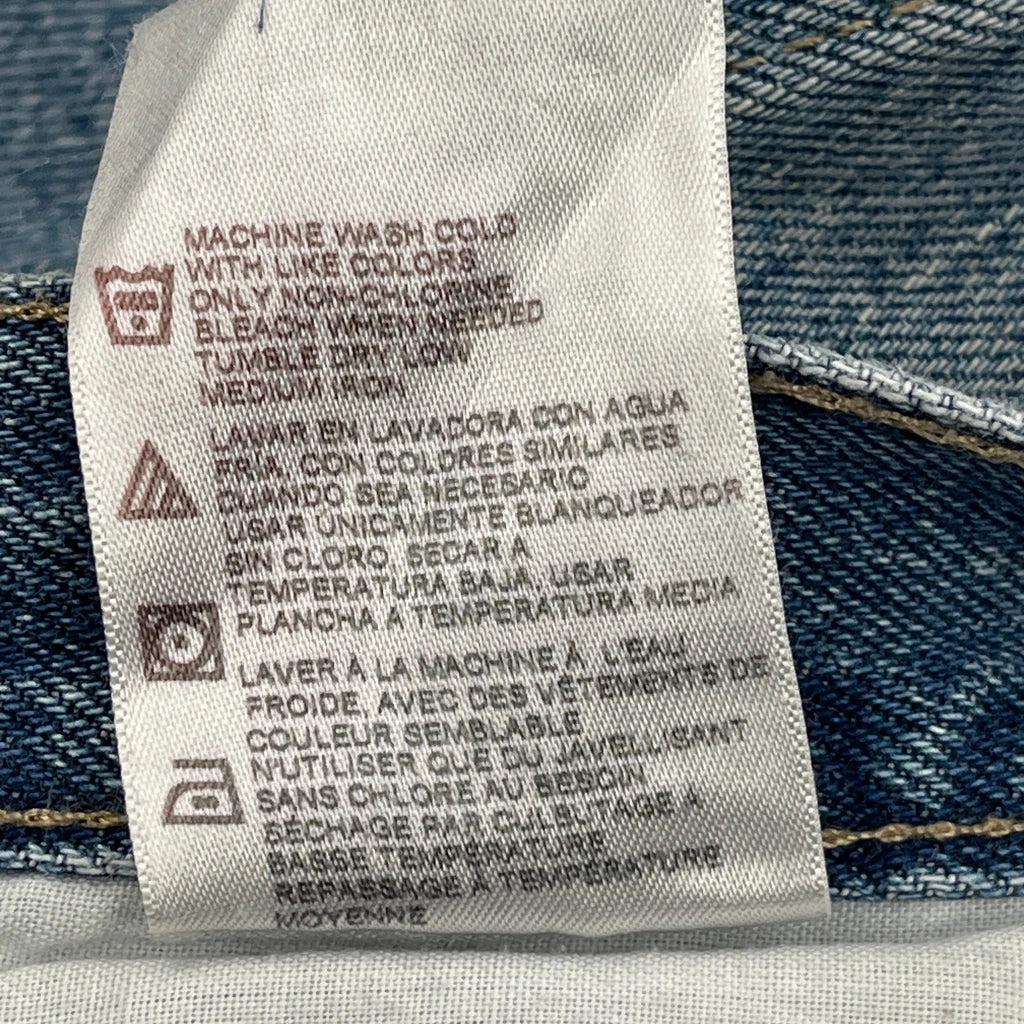 MACHINE WASH COLD
WITH LIKE COLORS
ONLY NON-CHLORINE
BLEACH WHEN NEEDED
TUMBLE DRY LOW
MEDIUM IRON
LAVAR EN LAVADORA CON AGUA
FRIA, CON COLORES SIMILARES
CUANDO SEA NECESARIO
USAR UNICAMENTE BLANQUEADOR
SIN CLORO, SECAR A
TEMPERATURA BAJA, USAR
PLANCHA A TEMPERATURA MEDIA
LAVER À LA MACHINE À L'EAU
FROIDE, AVEC DES VÊTEMENTS DE
COULEUR SEMBLABLE
N'UTILISER QUE DU JAVELLISANT
SANS CHLORE AU BESOIN
SÉCHAGE PAR CULBUTAGE À
BASSE TEMPÉRATURE
REPASSAGE À TEMPÉRATURE
MOYENNE